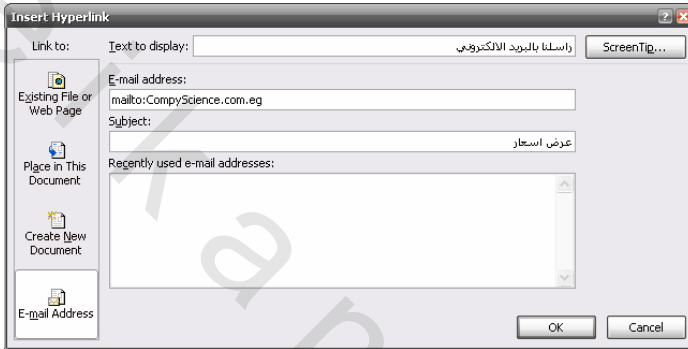 Insert Hyperlink
Link to:
Text to display:
راسلنا بالبريد الالكتروني
ScreenTip...
Existing File or
Web Page
Place in This
Document
Create New
Document
E-mail Address
E-mail address:
mailto:CompyScience.com.eg
Subject:
عرض اسعار
Recently used e-mail addresses:
OK
Cancel